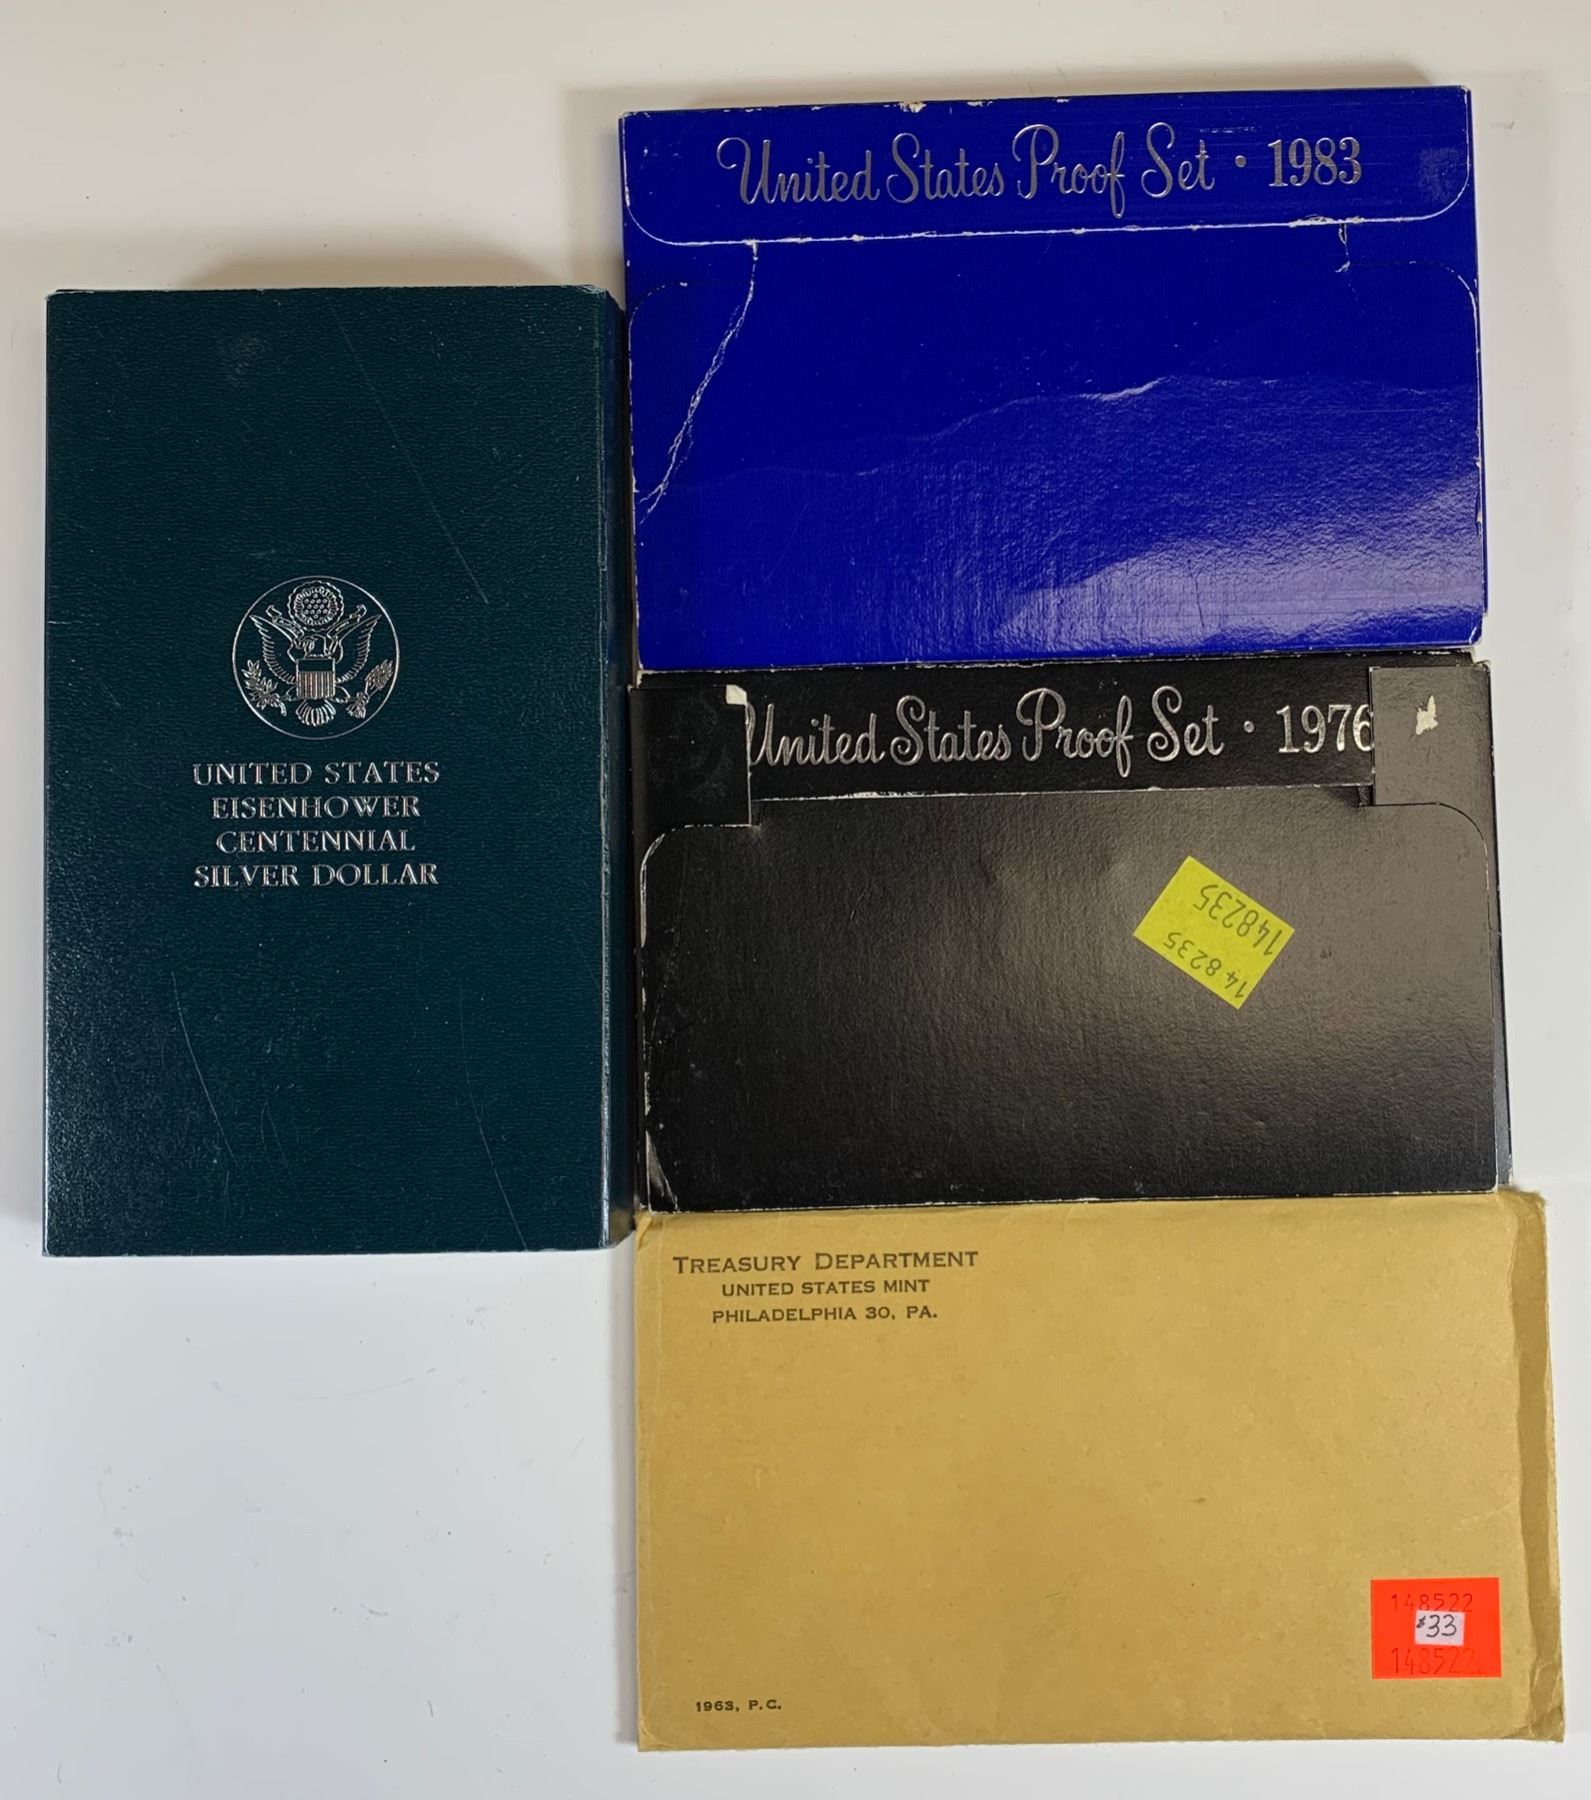 United States Proof Set · 1983
UNITED STATES
EISENHOWER
CENTENNIAL
SILVER DOLLAR
United States Proof Set · 1976
148235
148235
TREASURY DEPARTMENT
UNITED STATES MINT
PHILADELPHIA 30, PA.
148522
$33
148522
1963, P.C.